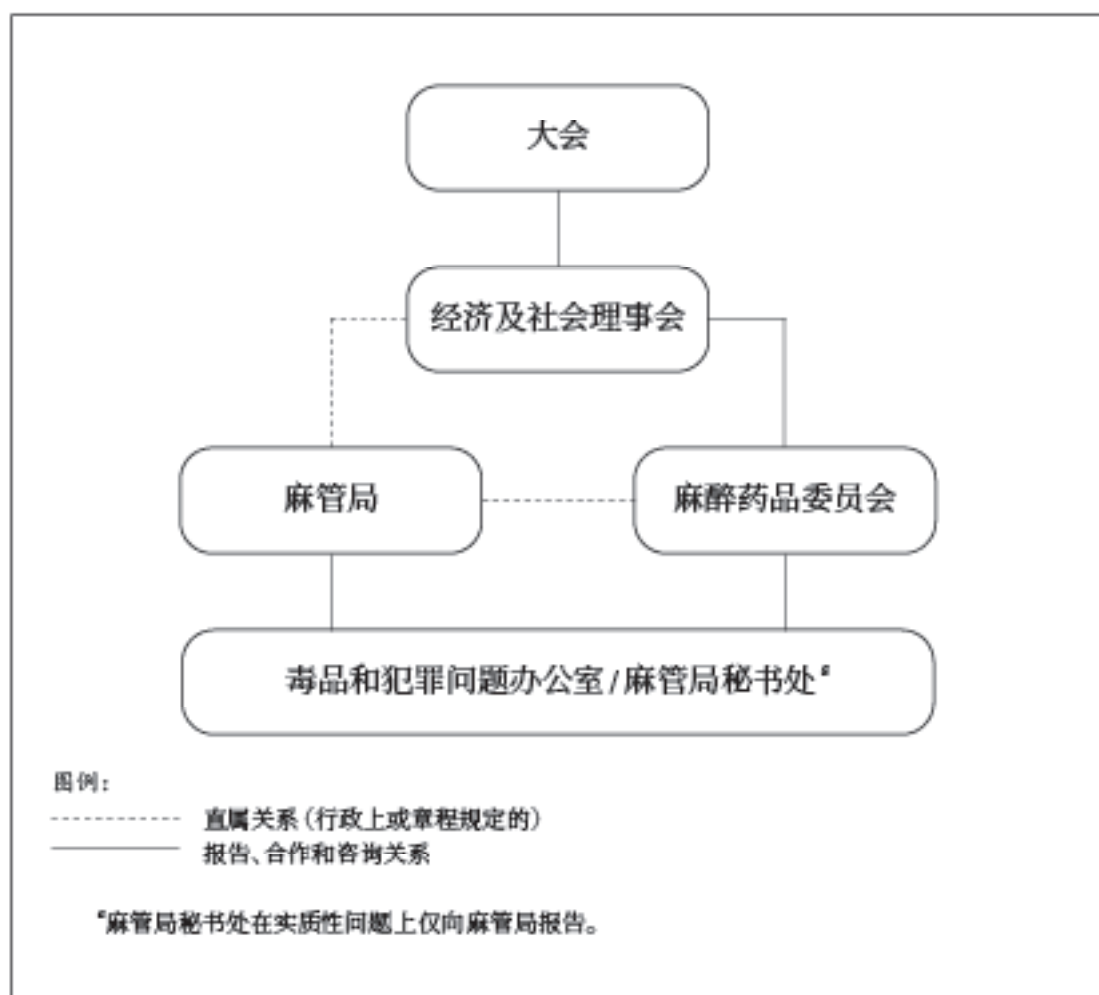 大会
经济及社会理事会
麻管局
麻醉药品委员会
毒品和犯罪问题办公室/麻管局秘书处a
图例：
直属关系（行政上或章程规定的）
报告、合作和咨询关系
a麻管局秘书处在实质性问题上仅向麻管局报告。